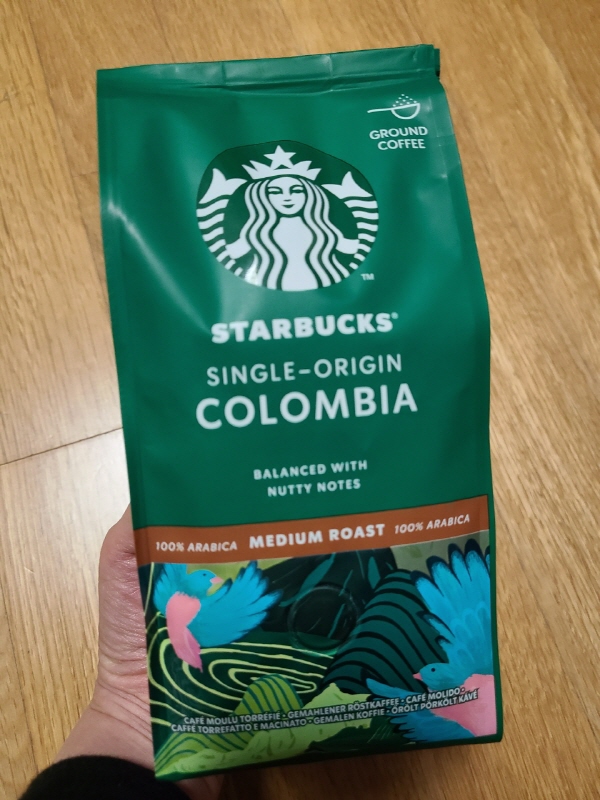 GROUND
COFFEE
TM
STARBUCKS®
SINGLE-ORIGIN
COLOMBIA
BALANCED WITH
NUTTY NOTES
100% ARABICA MEDIUM ROAST 100% ARABICA
CAFÉ MOULU TORRÉFIÉ • GEMAHLENER RÖSTKAFFEE • CAFÉ MOLIDO •
CAFFÈ TORREFATTO E MACINATO • GEMALEN KOFFIE • ŐRÖLT PÖRKÖLT KÁVÉ